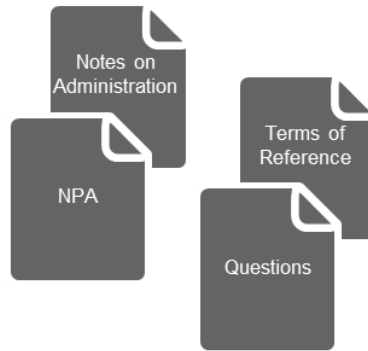 Notes on
Administration
NPA
Terms of
Reference
Questions